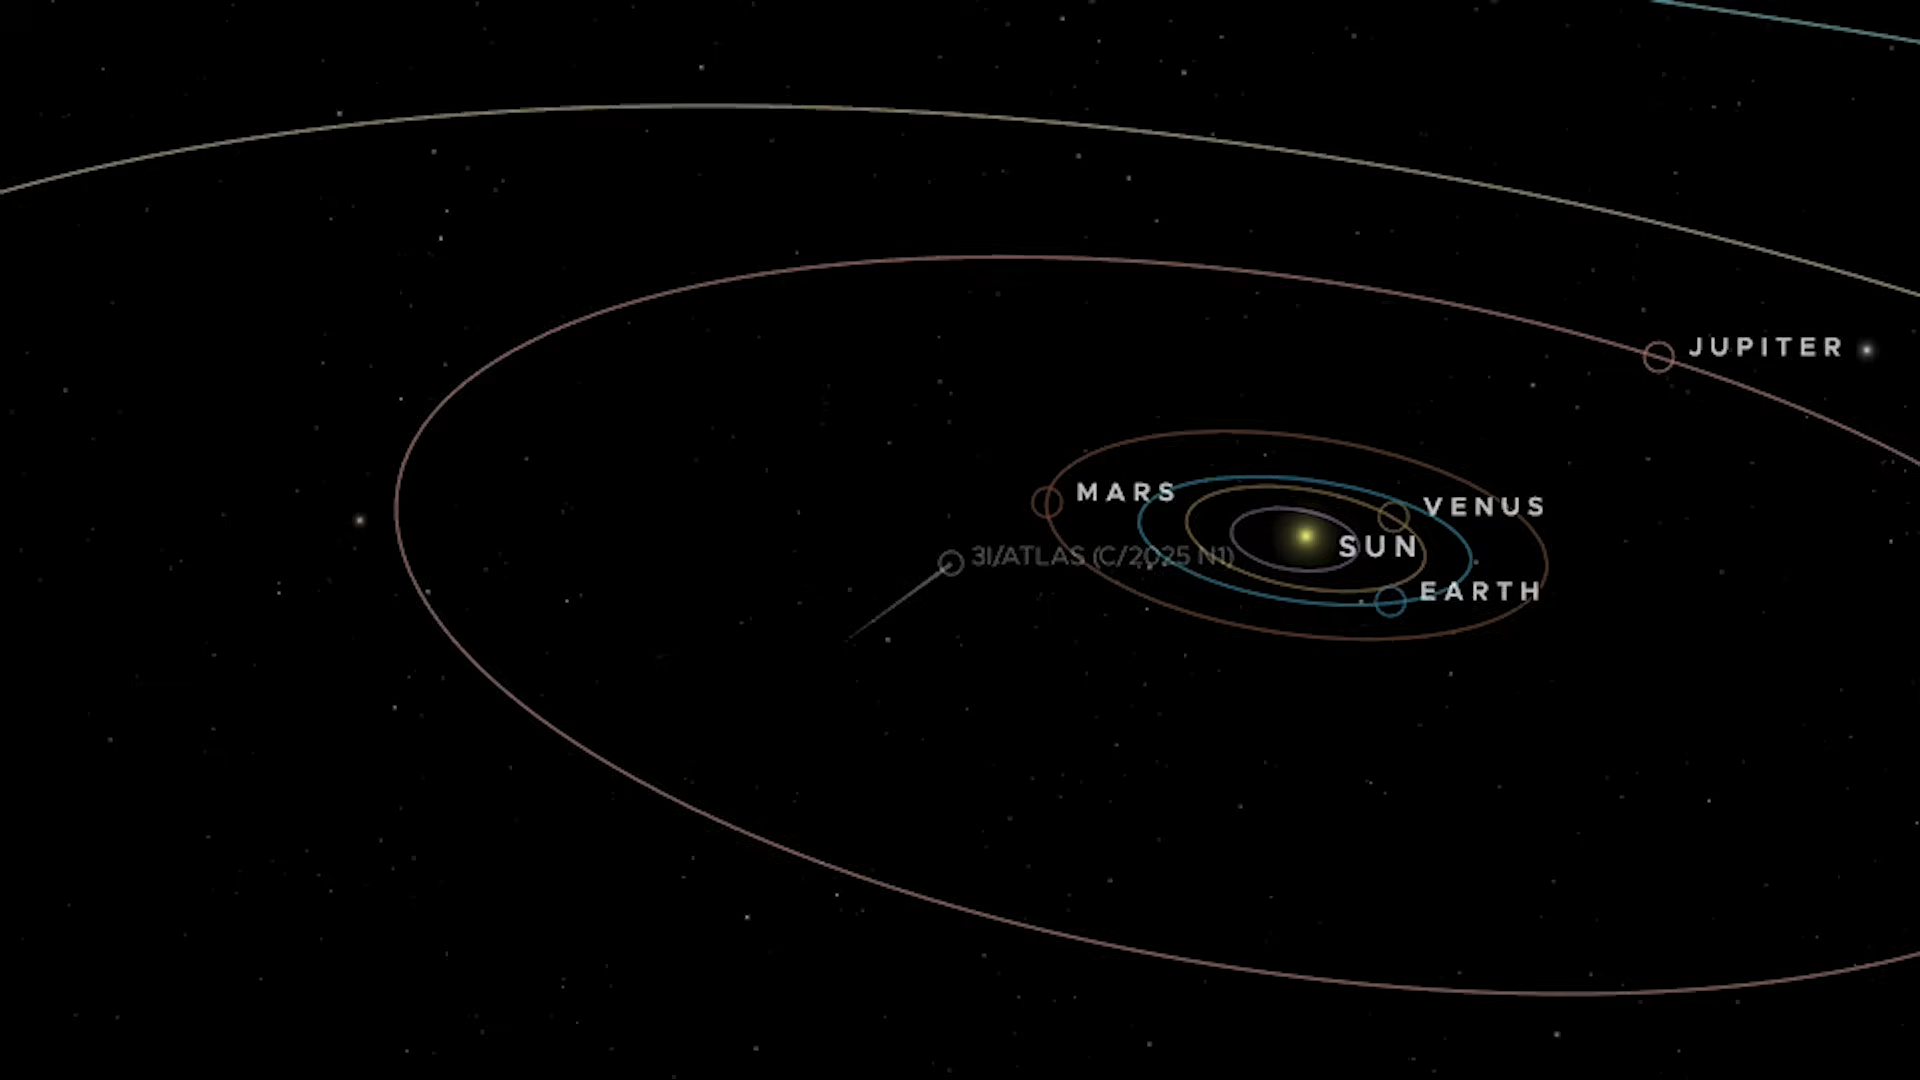 JUPITER
MARS
VENUS
SUN
3I/ATLAS (C/2025 N1)
EARTH